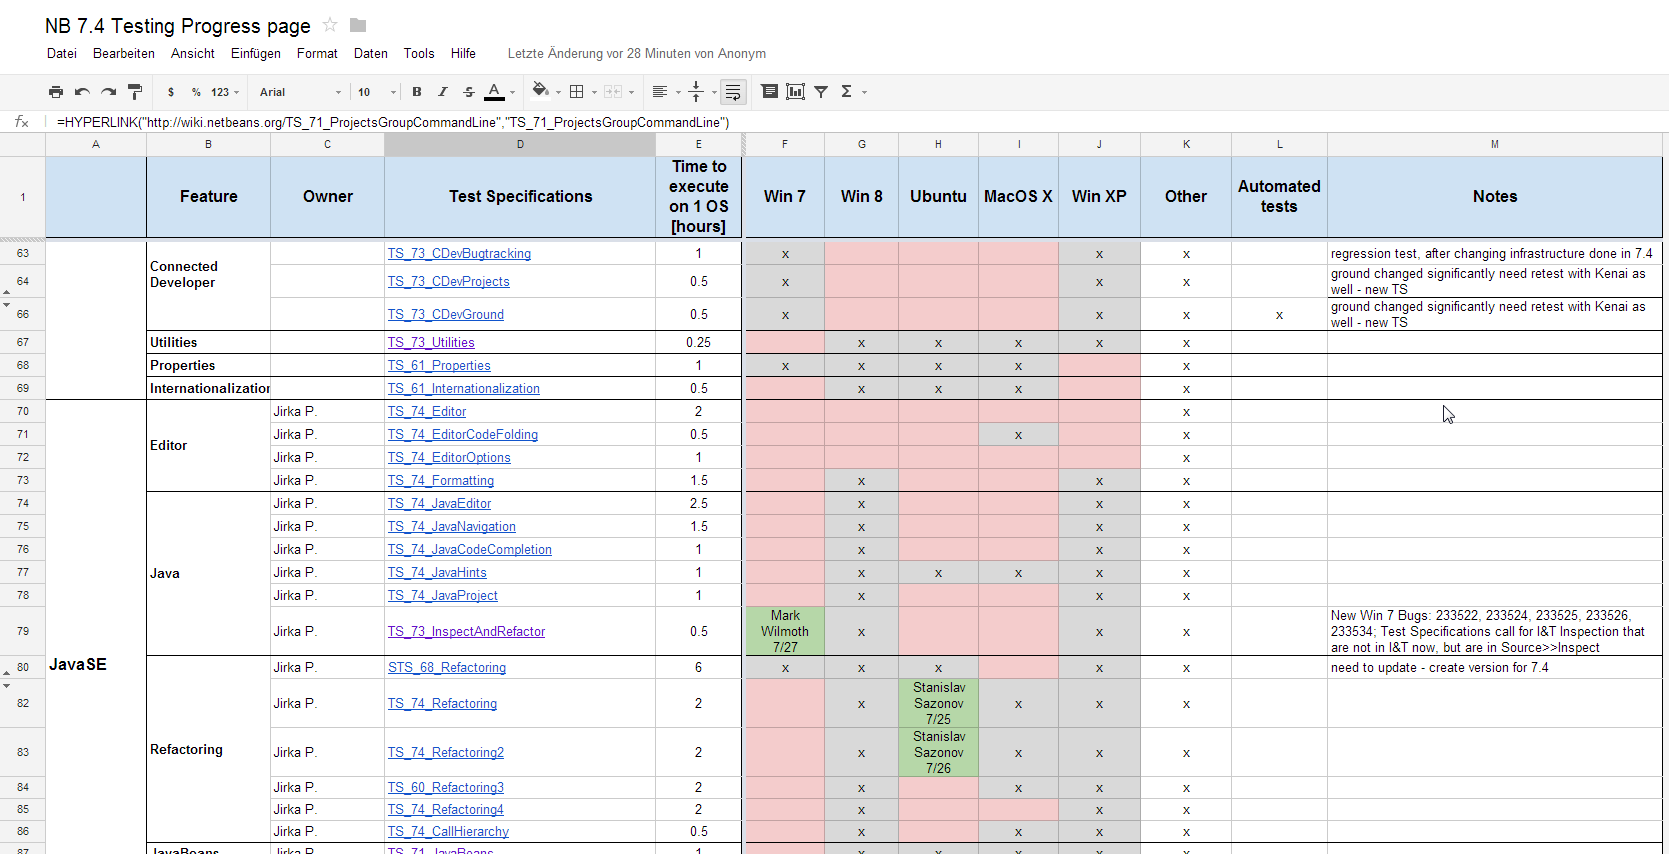 NB 7.4 Testing Progress page
Datei Bearbeiten Ansicht Einfügen Format Daten Tools Hilfe Letzte Änderung vor 28 Minuten von Anonym
$ % 123 Arial 10 B I S A Σ
fx =HYPERLINK("http://wiki.netbeans.org/TS_71_ProjectsGroupCommandLine","TS_71_ProjectsGroupCommandLine")
A B C D E F G H I J K L M
1 Feature Owner Test Specifications Time to execute on 1 OS [hours] Win 7 Win 8 Ubuntu MacOS X Win XP Other Automated tests Notes
Connected Developer
63 TS_73_CDevBugtracking 1 x x x regression test, after changing infrastructure done in 7.4
64 TS_73_CDevProjects 0.5 x x x ground changed significantly need retest with Kenai as well - new TS
66 TS_73_CDevGround 0.5 x x x x ground changed significantly need retest with Kenai as well - new TS
67 Utilities TS_73_Utilities 0.25 x x x x x
68 Properties TS_61_Properties 1 x x x x x
69 Internationalization TS_61_Internationalization 0.5 x x x x
JavaSE
Editor
70 Jirka P. TS_74_Editor 2 x
71 Jirka P. TS_74_EditorCodeFolding 0.5 x x
72 Jirka P. TS_74_EditorOptions 1 x
73 Jirka P. TS_74_Formatting 1.5 x x x
Java
74 Jirka P. TS_74_JavaEditor 2.5 x x x
75 Jirka P. TS_74_JavaNavigation 1.5 x x x
76 Jirka P. TS_74_JavaCodeCompletion 1 x x x
77 Jirka P. TS_74_JavaHints 1 x x x x x
78 Jirka P. TS_74_JavaProject 1 x x x
79 Jirka P. TS_73_InspectAndRefactor 0.5 Mark Wilmoth 7/27 x x x New Win 7 Bugs: 233522, 233524, 233525, 233526, 233534; Test Specifications call for I&T Inspection that are not in I&T now, but are in Source>>Inspect
Refactoring
80 Jirka P. STS_68_Refactoring 6 x x x x x need to update - create version for 7.4
82 Jirka P. TS_74_Refactoring 2 x Stanislav Sazonov 7/25 x x x
83 Jirka P. TS_74_Refactoring2 2 x Stanislav Sazonov 7/26 x x x
84 Jirka P. TS_60_Refactoring3 2 x x x x
85 Jirka P. TS_74_Refactoring4 2 x x x
86 Jirka P. TS_74_CallHierarchy 0.5 x x x x
87 JavaBeans Jirka P. TS_71_JavaBeans 1 x x x x x